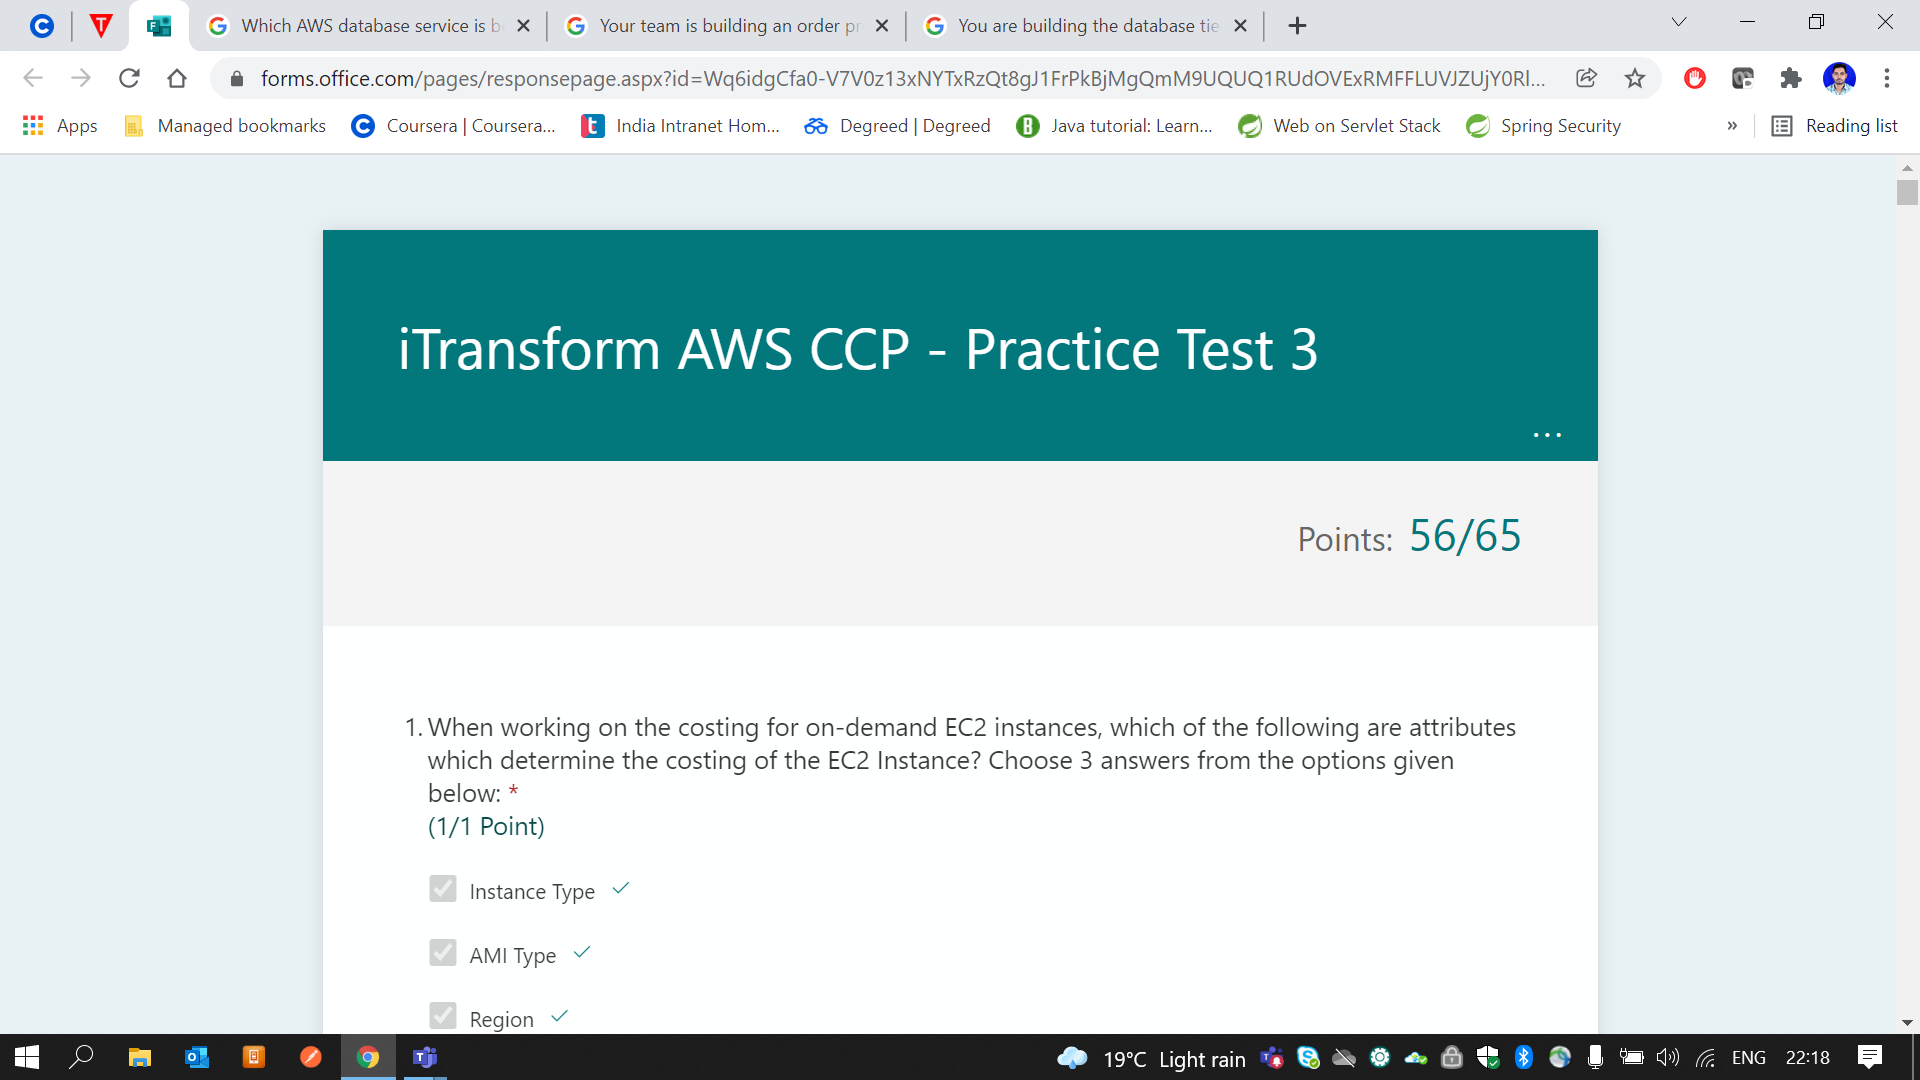 Which AWS database service is b
Your team is building an order pr
You are building the database tie
forms.office.com/pages/responsepage.aspx?id=Wq6idgCfa0-V7V0z13xNYTxRzQt8gJ1FrPkBjMgQmM9UQUQ1RUdOVExRMFFLUVJZUjY0Rl...
Apps
Managed bookmarks
Coursera | Coursera...
India Intranet Hom...
Degreed | Degreed
Java tutorial: Learn...
Web on Servlet Stack
Spring Security
»
Reading list
iTransform AWS CCP - Practice Test 3
...
Points: 56/65
1. When working on the costing for on-demand EC2 instances, which of the following are attributes
which determine the costing of the EC2 Instance? Choose 3 answers from the options given
below: *
(1/1 Point)
Instance Type
AMI Type
Region
19°C Light rain
ENG
22:18